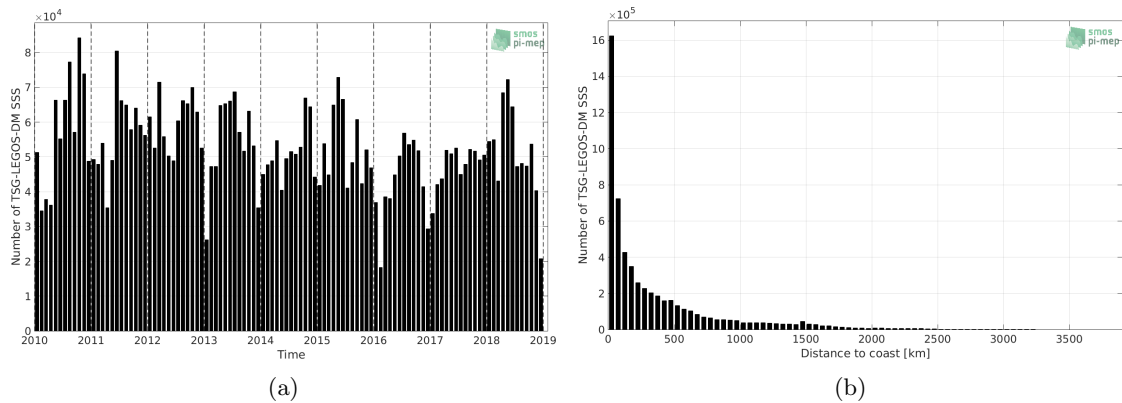 ×10⁴
8
7
6
5
4
3
2
1
0
Number of TSG-LEGOS-DM SSS
2010 2011 2012 2013 2014 2015 2016 2017 2018 2019
Time
smos
pi-mep
(a)
×10⁵
16
14
12
10
8
6
4
2
0
Number of TSG-LEGOS-DM SSS
0 500 1000 1500 2000 2500 3000 3500
Distance to coast [km]
smos
pi-mep
(b)